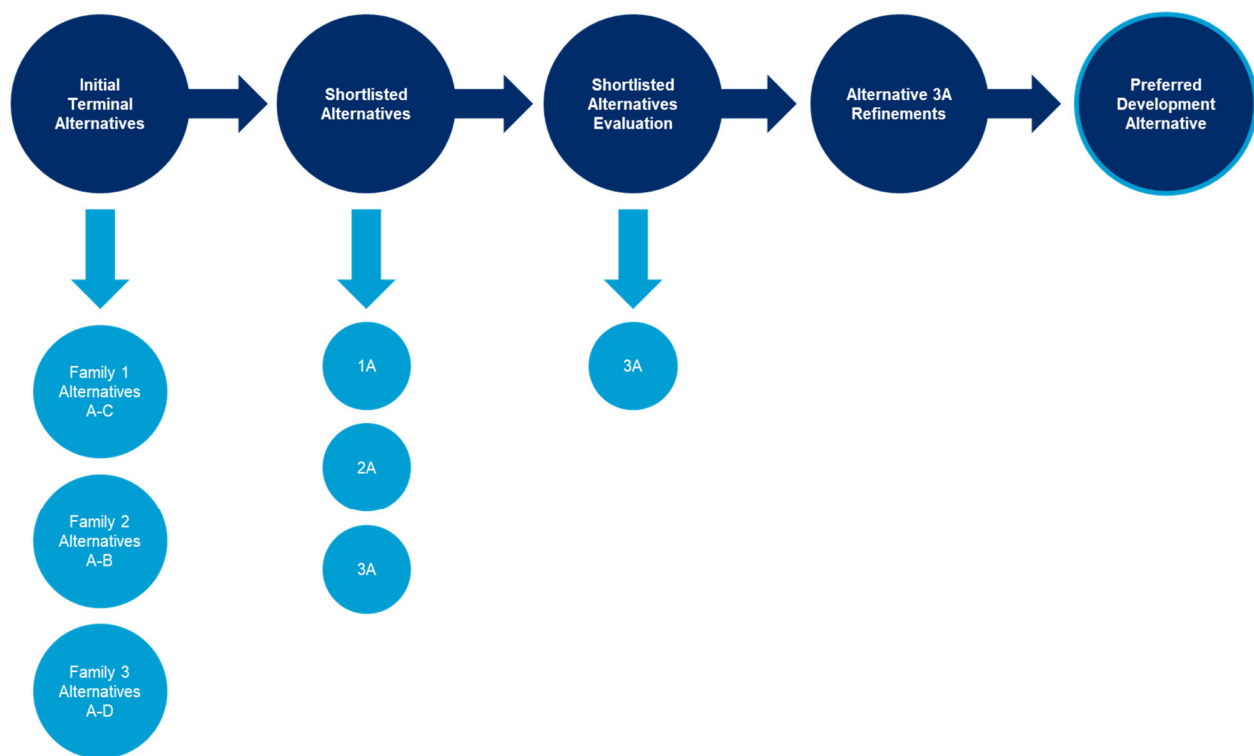 Initial
Terminal
Alternatives
Shortlisted
Alternatives
Shortlisted
Alternatives
Evaluation
Alternative 3A
Refinements
Preferred
Development
Alternative
Family 1
Alternatives
A-C
Family 2
Alternatives
A-B
Family 3
Alternatives
A-D
1A
2A
3A
3A